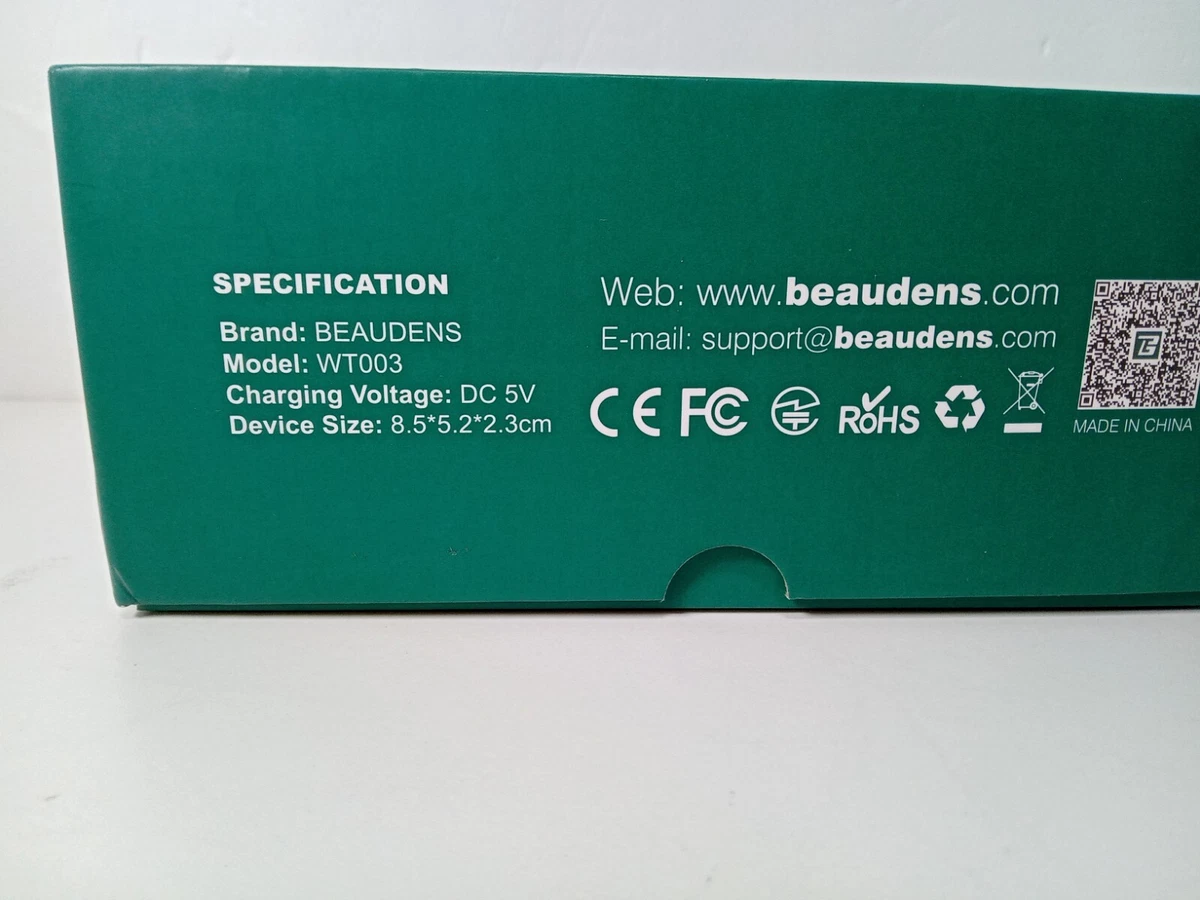 SPECIFICATION
Brand: BEAUDENS
Model: WT003
Charging Voltage: DC 5V
Device Size: 8.5*5.2*2.3cm
Web: www.beaudens.com
E-mail: support@beaudens.com
CE FC RoHS
MADE IN CHINA